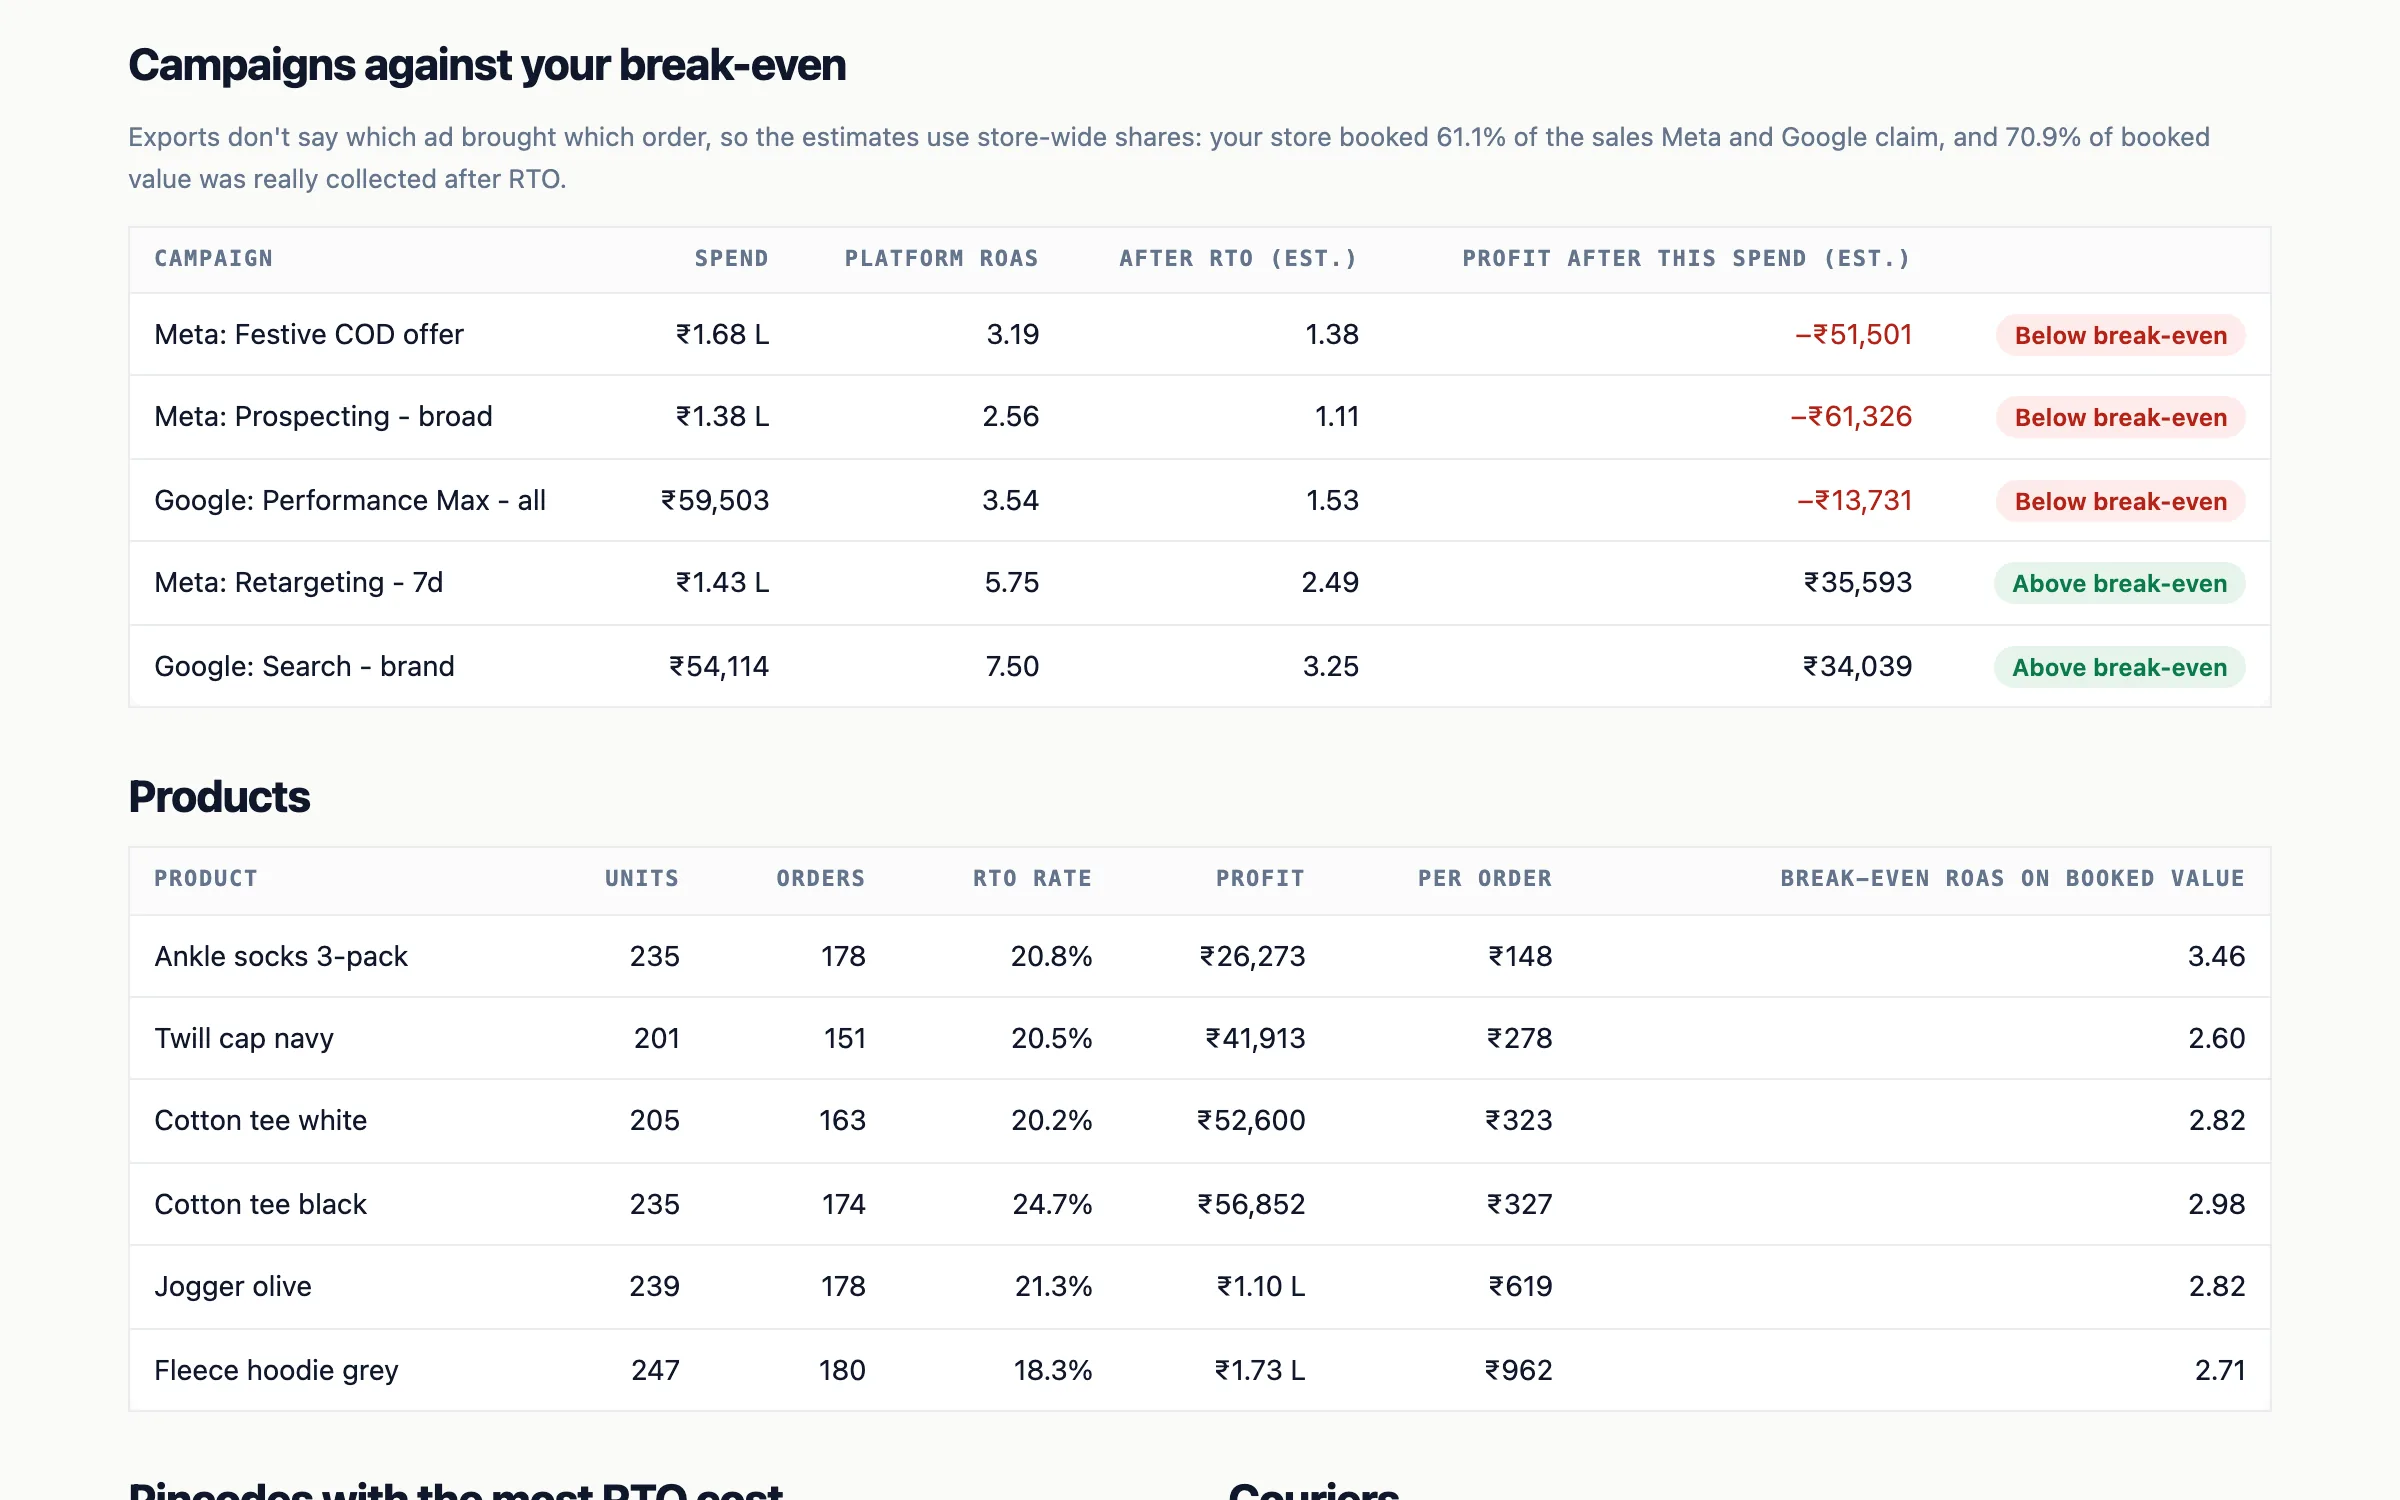 Campaigns against your break-even
Exports don't say which ad brought which order, so the estimates use store-wide shares: your store booked 61.1% of the sales Meta and Google claim, and 70.9% of booked
value was really collected after RTO.
CAMPAIGN SPEND PLATFORM ROAS AFTER RTO (EST.) PROFIT AFTER THIS SPEND (EST.)
Meta: Festive COD offer ₹1.68 L 3.19 1.38 −₹51,501 Below break-even
Meta: Prospecting - broad ₹1.38 L 2.56 1.11 −₹61,326 Below break-even
Google: Performance Max - all ₹59,503 3.54 1.53 −₹13,731 Below break-even
Meta: Retargeting - 7d ₹1.43 L 5.75 2.49 ₹35,593 Above break-even
Google: Search - brand ₹54,114 7.50 3.25 ₹34,039 Above break-even
Products
PRODUCT UNITS ORDERS RTO RATE PROFIT PER ORDER BREAK-EVEN ROAS ON BOOKED VALUE
Ankle socks 3-pack 235 178 20.8% ₹26,273 ₹148 3.46
Twill cap navy 201 151 20.5% ₹41,913 ₹278 2.60
Cotton tee white 205 163 20.2% ₹52,600 ₹323 2.82
Cotton tee black 235 174 24.7% ₹56,852 ₹327 2.98
Jogger olive 239 178 21.3% ₹1.10 L ₹619 2.82
Fleece hoodie grey 247 180 18.3% ₹1.73 L ₹962 2.71
Pincodes with the most RTO cost Couriers